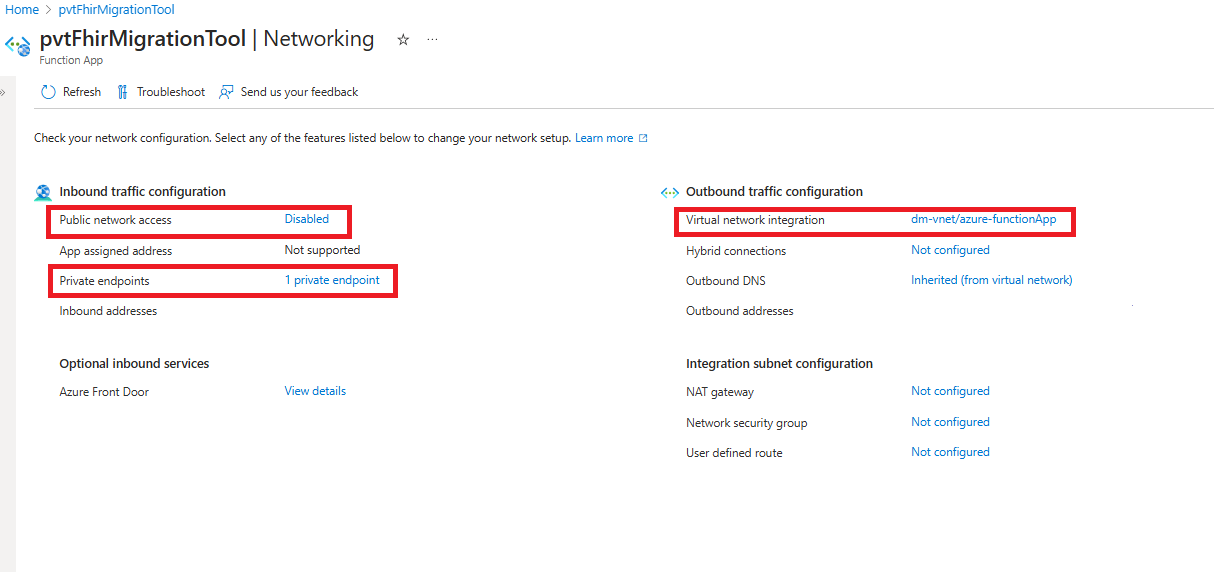 Home > pvtFhirMigrationTool
pvtFhirMigrationTool | Networking
Function App
Refresh Troubleshoot Send us your feedback
Check your network configuration. Select any of the features listed below to change your network setup. Learn more
Inbound traffic configuration
Public network access Disabled
App assigned address Not supported
Private endpoints 1 private endpoint
Inbound addresses
Optional inbound services
Azure Front Door View details
Outbound traffic configuration
Virtual network integration dm-vnet/azure-functionApp
Hybrid connections Not configured
Outbound DNS Inherited (from virtual network)
Outbound addresses
Integration subnet configuration
NAT gateway Not configured
Network security group Not configured
User defined route Not configured